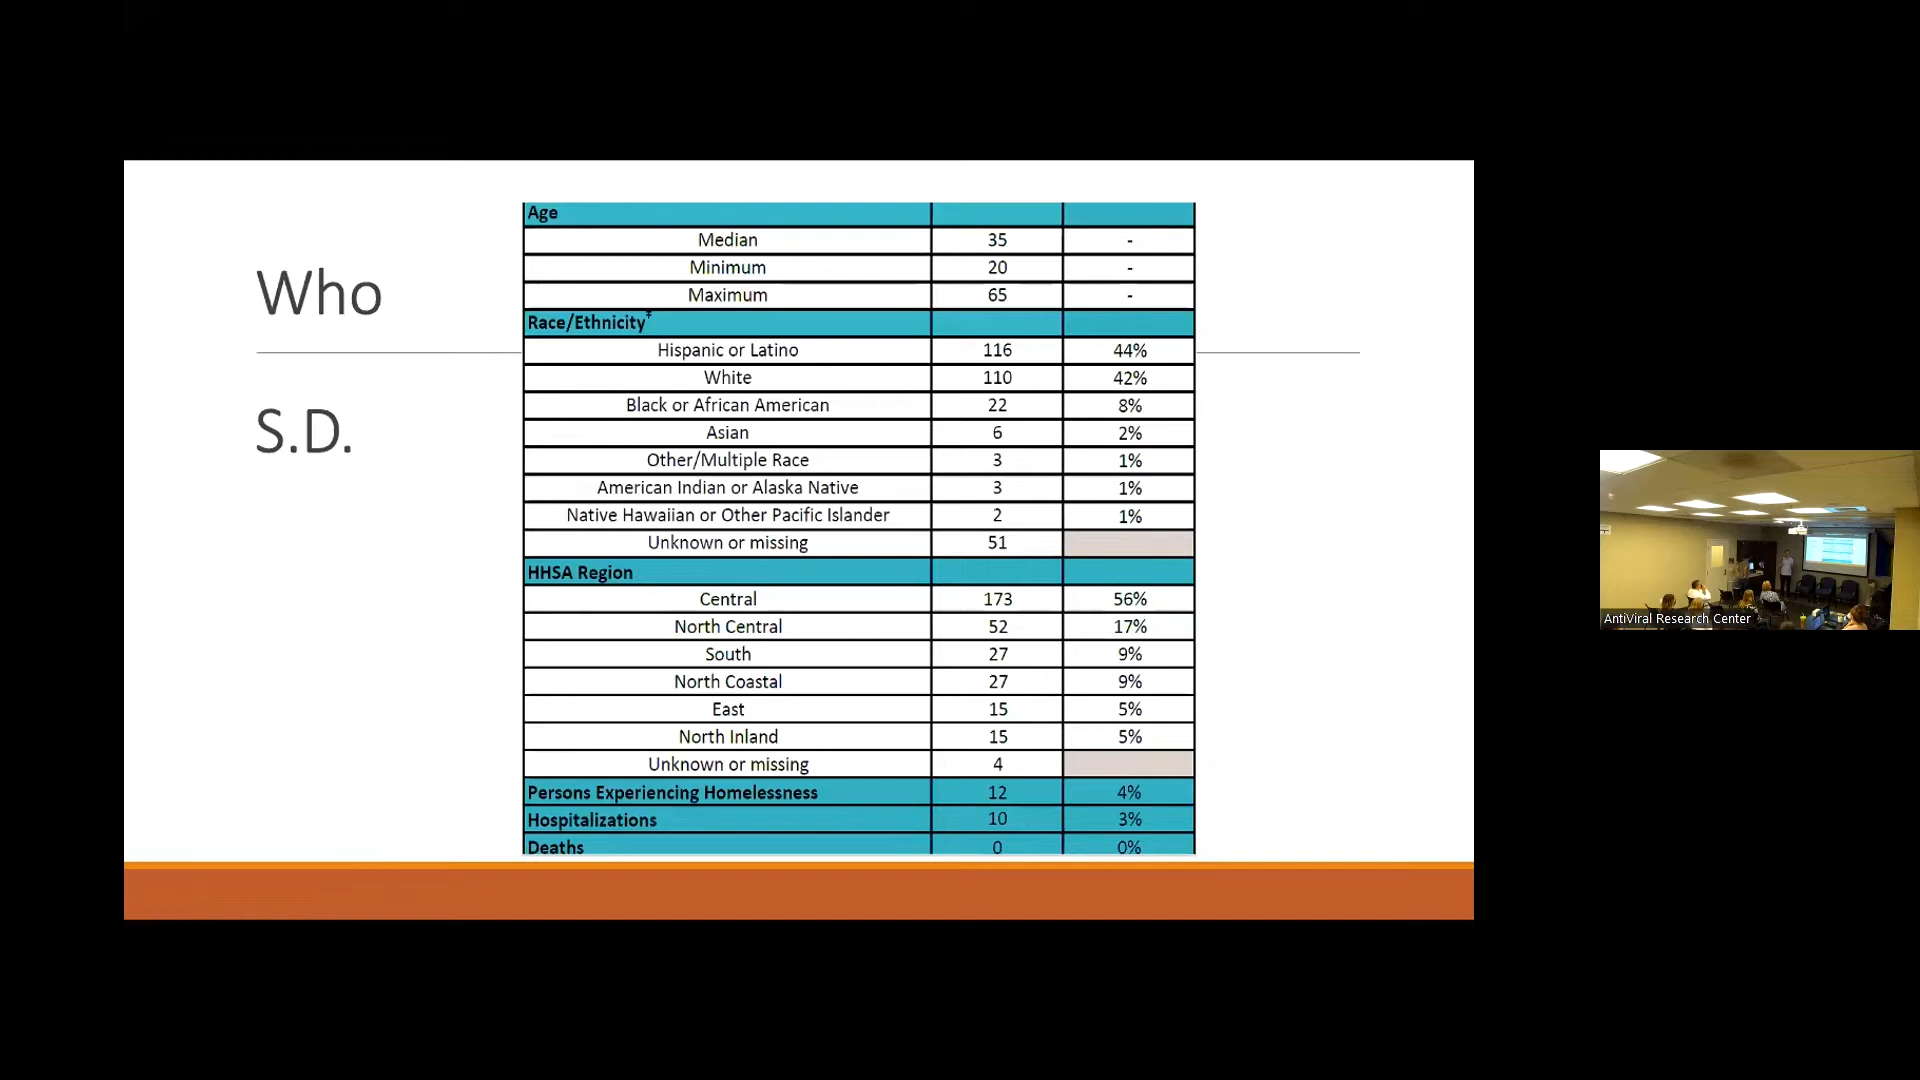 Who
S.D.
Age
Median 35 -
Minimum 20 -
Maximum 65 -
Race/Ethnicity‡
Hispanic or Latino 116 44%
White 110 42%
Black or African American 22 8%
Asian 6 2%
Other/Multiple Race 3 1%
American Indian or Alaska Native 3 1%
Native Hawaiian or Other Pacific Islander 2 1%
Unknown or missing 51
HHSA Region
Central 173 56%
North Central 52 17%
South 27 9%
North Coastal 27 9%
East 15 5%
North Inland 15 5%
Unknown or missing 4
Persons Experiencing Homelessness 12 4%
Hospitalizations 10 3%
Deaths 0 0%
AntiViral Research Center